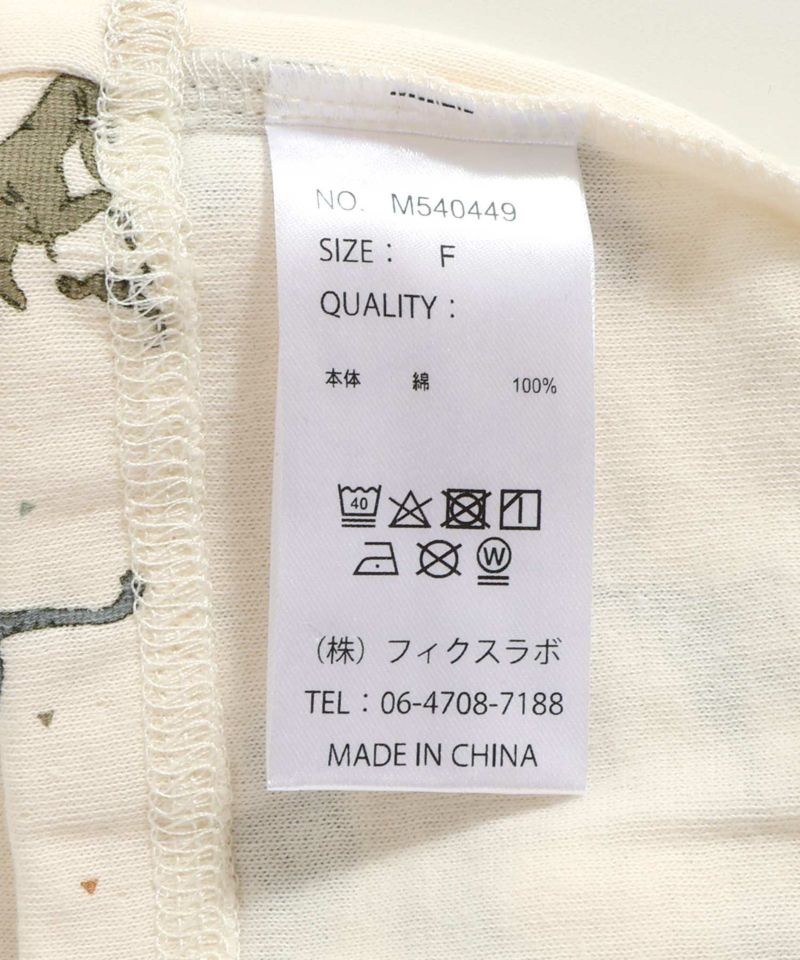 NO. M540449
SIZE： F
QUALITY：
本体 綿 100%
40
W
（株）フィクスラボ
TEL：06-4708-7188
MADE IN CHINA